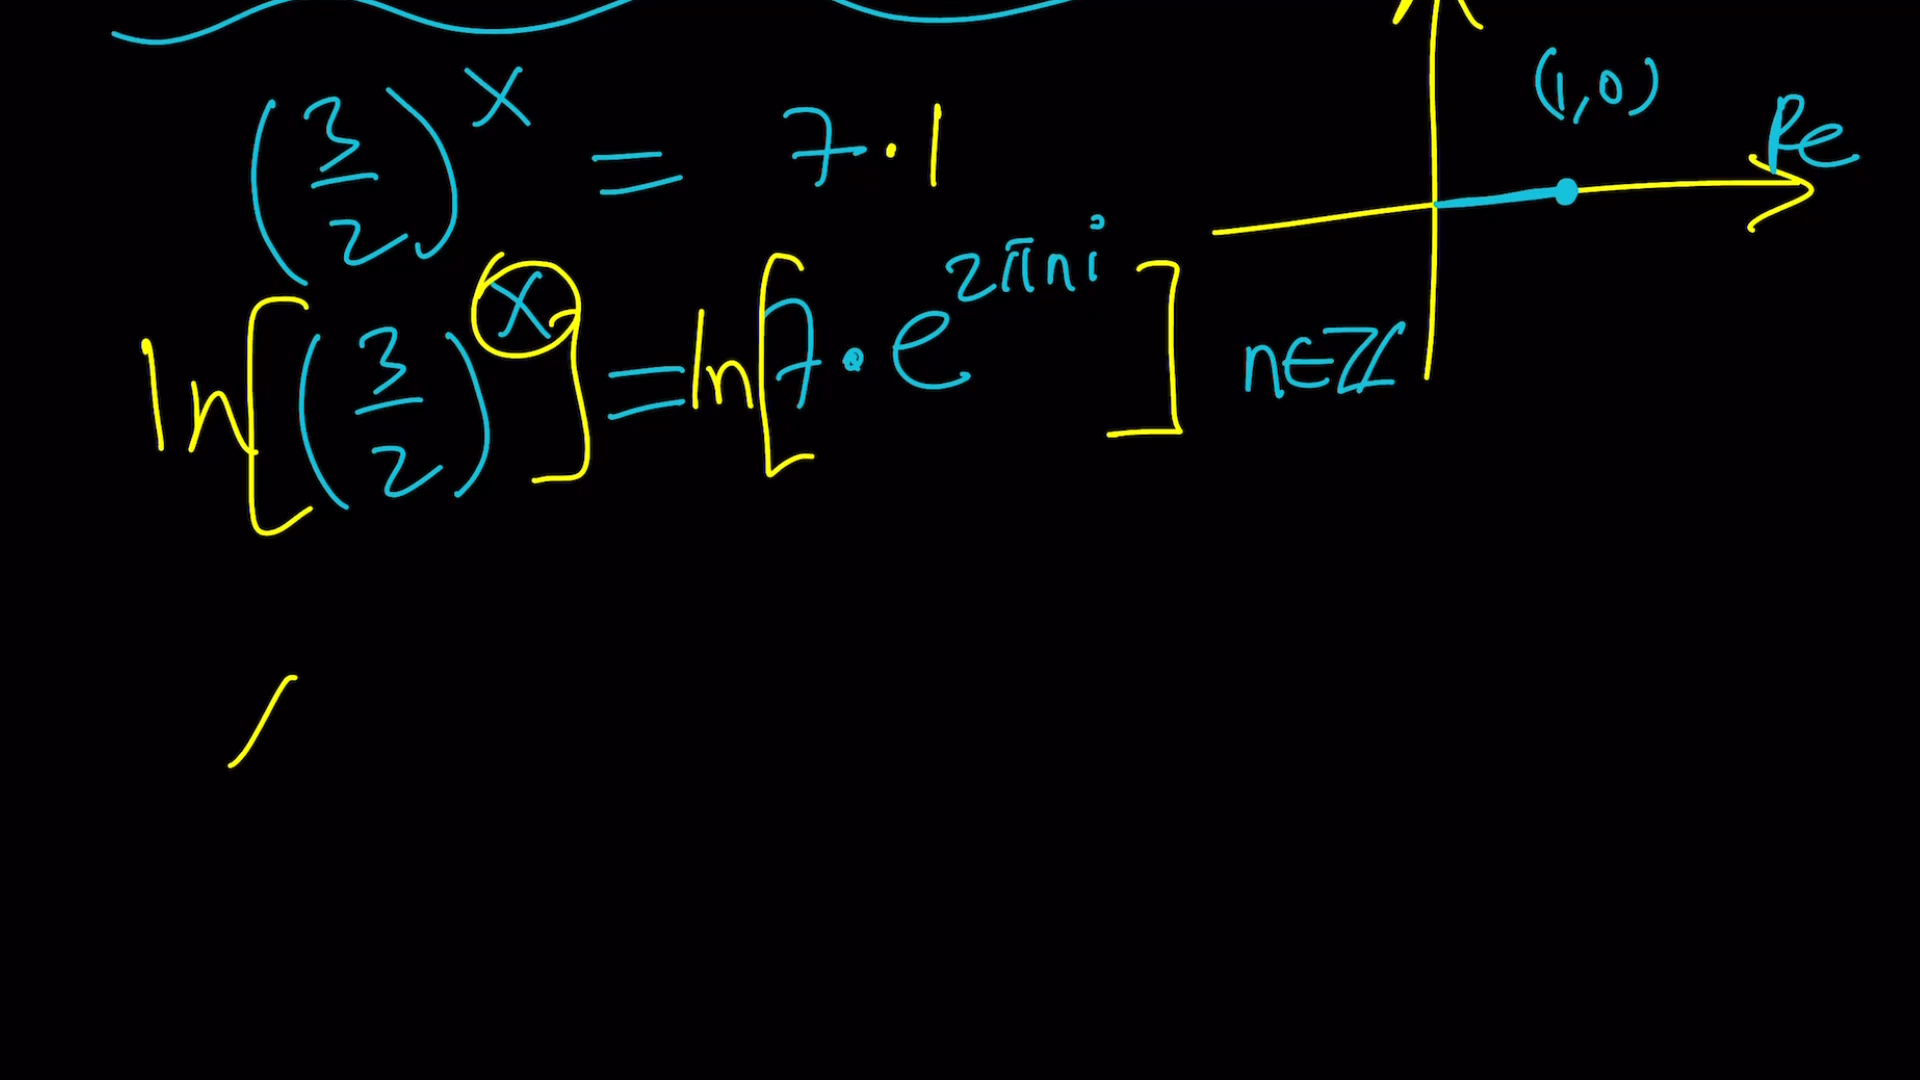 (3/2)^x = 7·1
(1,0)
Re
ln[(3/2)^x] = ln[7·e^(2πni)] n∈ℤ